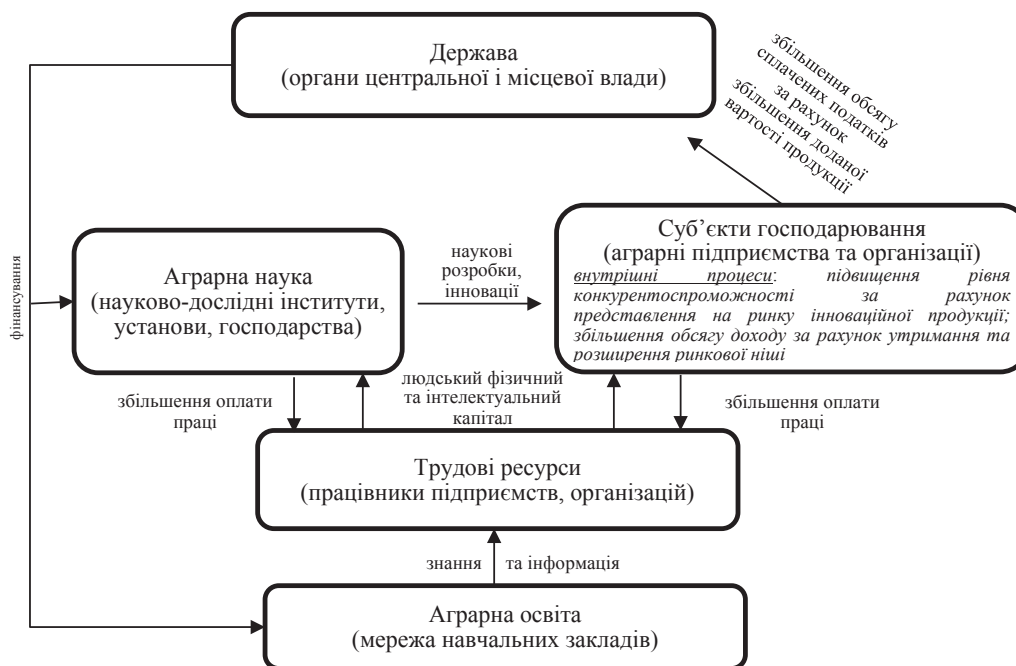 Держава
(органи центральної і місцевої влади)
збільшення обсягу
сплачених податків
за рахунок
збільшення доданої
вартості продукції
фінансування
Аграрна наука
(науково-дослідні інститути,
установи, господарства)
наукові
розробки,
інновації
Суб’єкти господарювання
(аграрні підприємства та організації)
внутрішні процеси: підвищення рівня
конкурентоспроможності за рахунок
представлення на ринку інноваційної продукції;
збільшення обсягу доходу за рахунок утримання та
розширення ринкової ніші
збільшення оплати
праці
людський фізичний
та інтелектуальний
капітал
збільшення оплати
праці
Трудові ресурси
(працівники підприємств, організацій)
знання та інформація
Аграрна освіта
(мережа навчальних закладів)